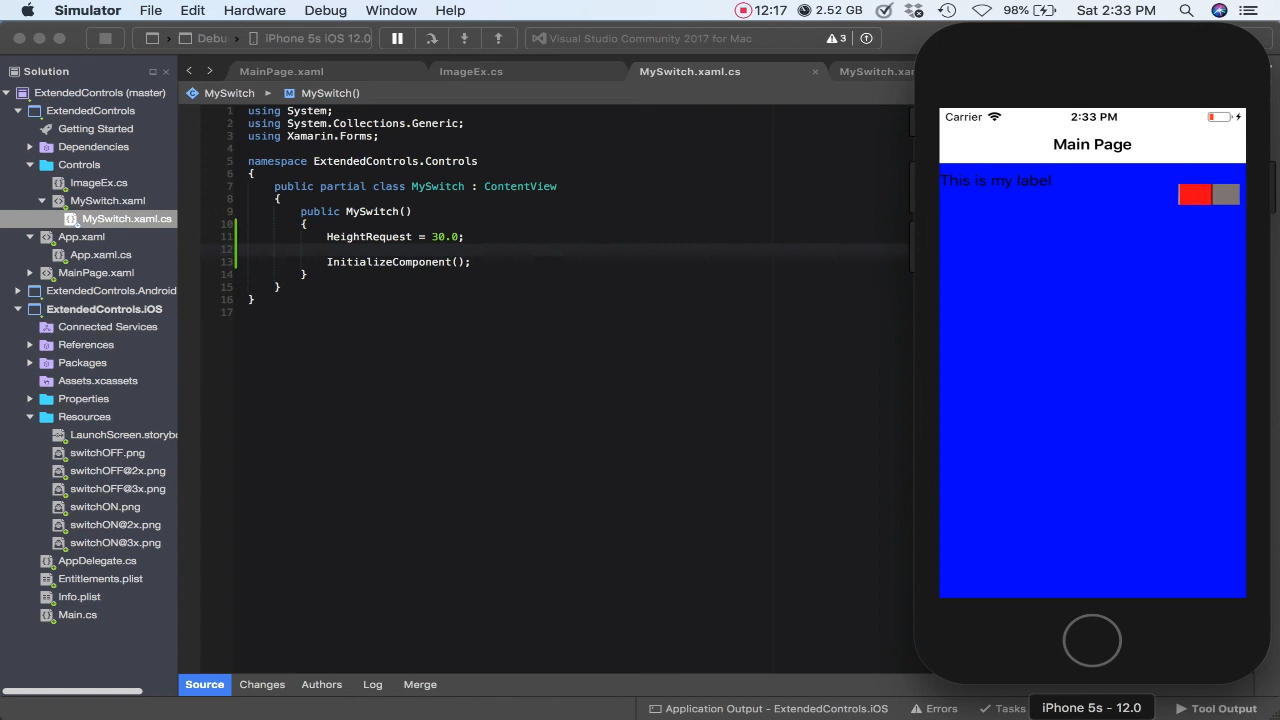 Simulator File Edit Hardware Debug Window Help 12:17 2.52 GB 98% Sat 2:33 PM
Debu iPhone 5s iOS 12.0 Visual Studio Community 2017 for Mac 3
Solution
MainPage.xaml ImageEx.cs MySwitch.xaml.cs MySwitch.xar
MySwitch MySwitch()
ExtendedControls (master)
ExtendedControls
Getting Started
Dependencies
Controls
ImageEx.cs
MySwitch.xaml
MySwitch.xaml.cs
App.xaml
App.xaml.cs
MainPage.xaml
ExtendedControls.Android
ExtendedControls.iOS
Connected Services
References
Packages
Assets.xcassets
Properties
Resources
LaunchScreen.storybo
switchOFF.png
switchOFF@2x.png
switchOFF@3x.png
switchON.png
switchON@2x.png
switchON@3x.png
AppDelegate.cs
Entitlements.plist
Info.plist
Main.cs
1 using System;
2 using System.Collections.Generic;
3 using Xamarin.Forms;
4
5 namespace ExtendedControls.Controls
6 {
7 public partial class MySwitch : ContentView
8 {
9 public MySwitch()
10 {
11 HeightRequest = 30.0;
12
13 InitializeComponent();
14 }
15 }
16 }
17
Carrier 2:33 PM
Main Page
This is my label
Source Changes Authors Log Merge
Application Output - ExtendedControls.iOS Errors Tasks iPhone 5s - 12.0 Tool Output